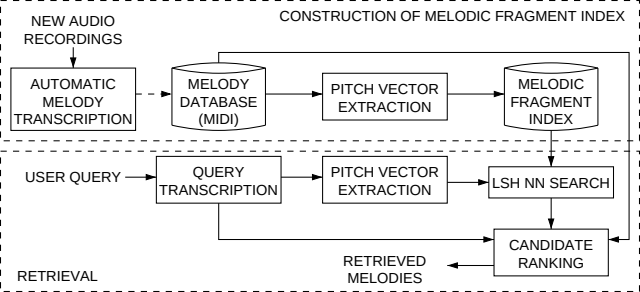 CONSTRUCTION OF MELODIC FRAGMENT INDEX
NEW AUDIO
RECORDINGS
AUTOMATIC
MELODY
TRANSCRIPTION
MELODY
DATABASE
(MIDI)
PITCH VECTOR
EXTRACTION
MELODIC
FRAGMENT
INDEX
USER QUERY
QUERY
TRANSCRIPTION
PITCH VECTOR
EXTRACTION
LSH NN SEARCH
CANDIDATE
RANKING
RETRIEVED
MELODIES
RETRIEVAL